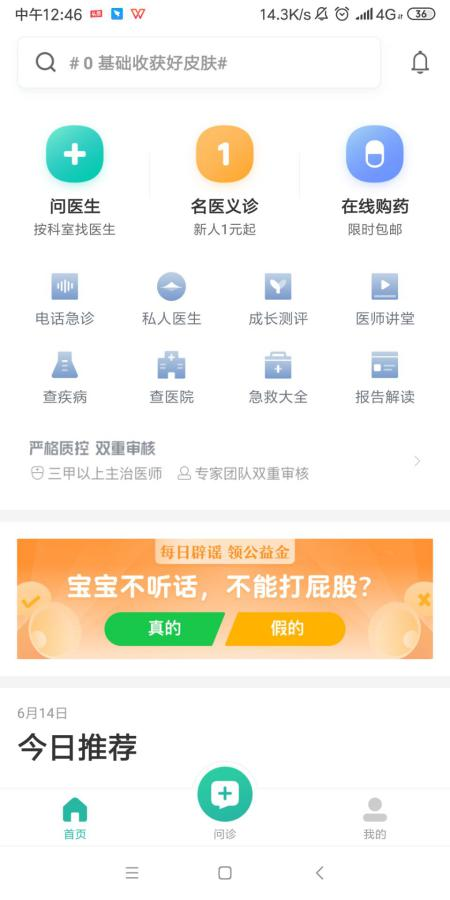 中午12:46
14.3K/s 4G 36
# 0 基础收获好皮肤#
1
问医生
名医义诊
在线购药
按科室找医生
新人1元起
限时包邮
电话急诊
私人医生
成长测评
医师讲堂
查疾病
查医院
急救大全
报告解读
严格质控 双重审核
三甲以上主治医师 专家团队双重审核
每日辟谣 领公益金
宝宝不听话，不能打屁股？
真的
假的
6月14日
今日推荐
首页
问诊
我的